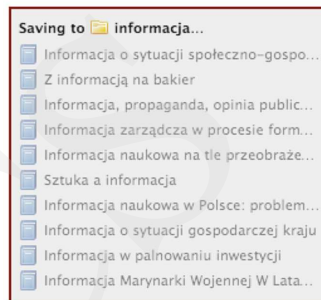 Saving to informacja...
Informacja o sytuacji społeczno-gospo...
Z informacją na bakier
Informacja, propaganda, opinia public...
Informacja zarządcza w procesie form...
Informacja naukowa na tle przeobraże...
Sztuka a informacja
Informacja naukowa w Polsce: problem...
Informacja o sytuacji gospodarczej kraju
Informacja w palnowaniu inwestycji
Informacja Marynarki Wojennej W Lata...